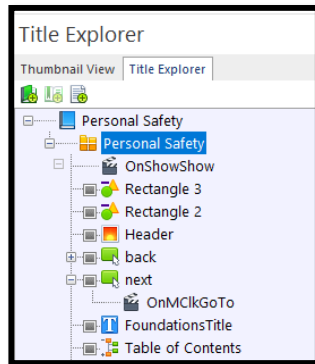 Title Explorer
Thumbnail View Title Explorer
Personal Safety
Personal Safety
OnShowShow
Rectangle 3
Rectangle 2
Header
back
next
OnMClkGoTo
FoundationsTitle
Table of Contents